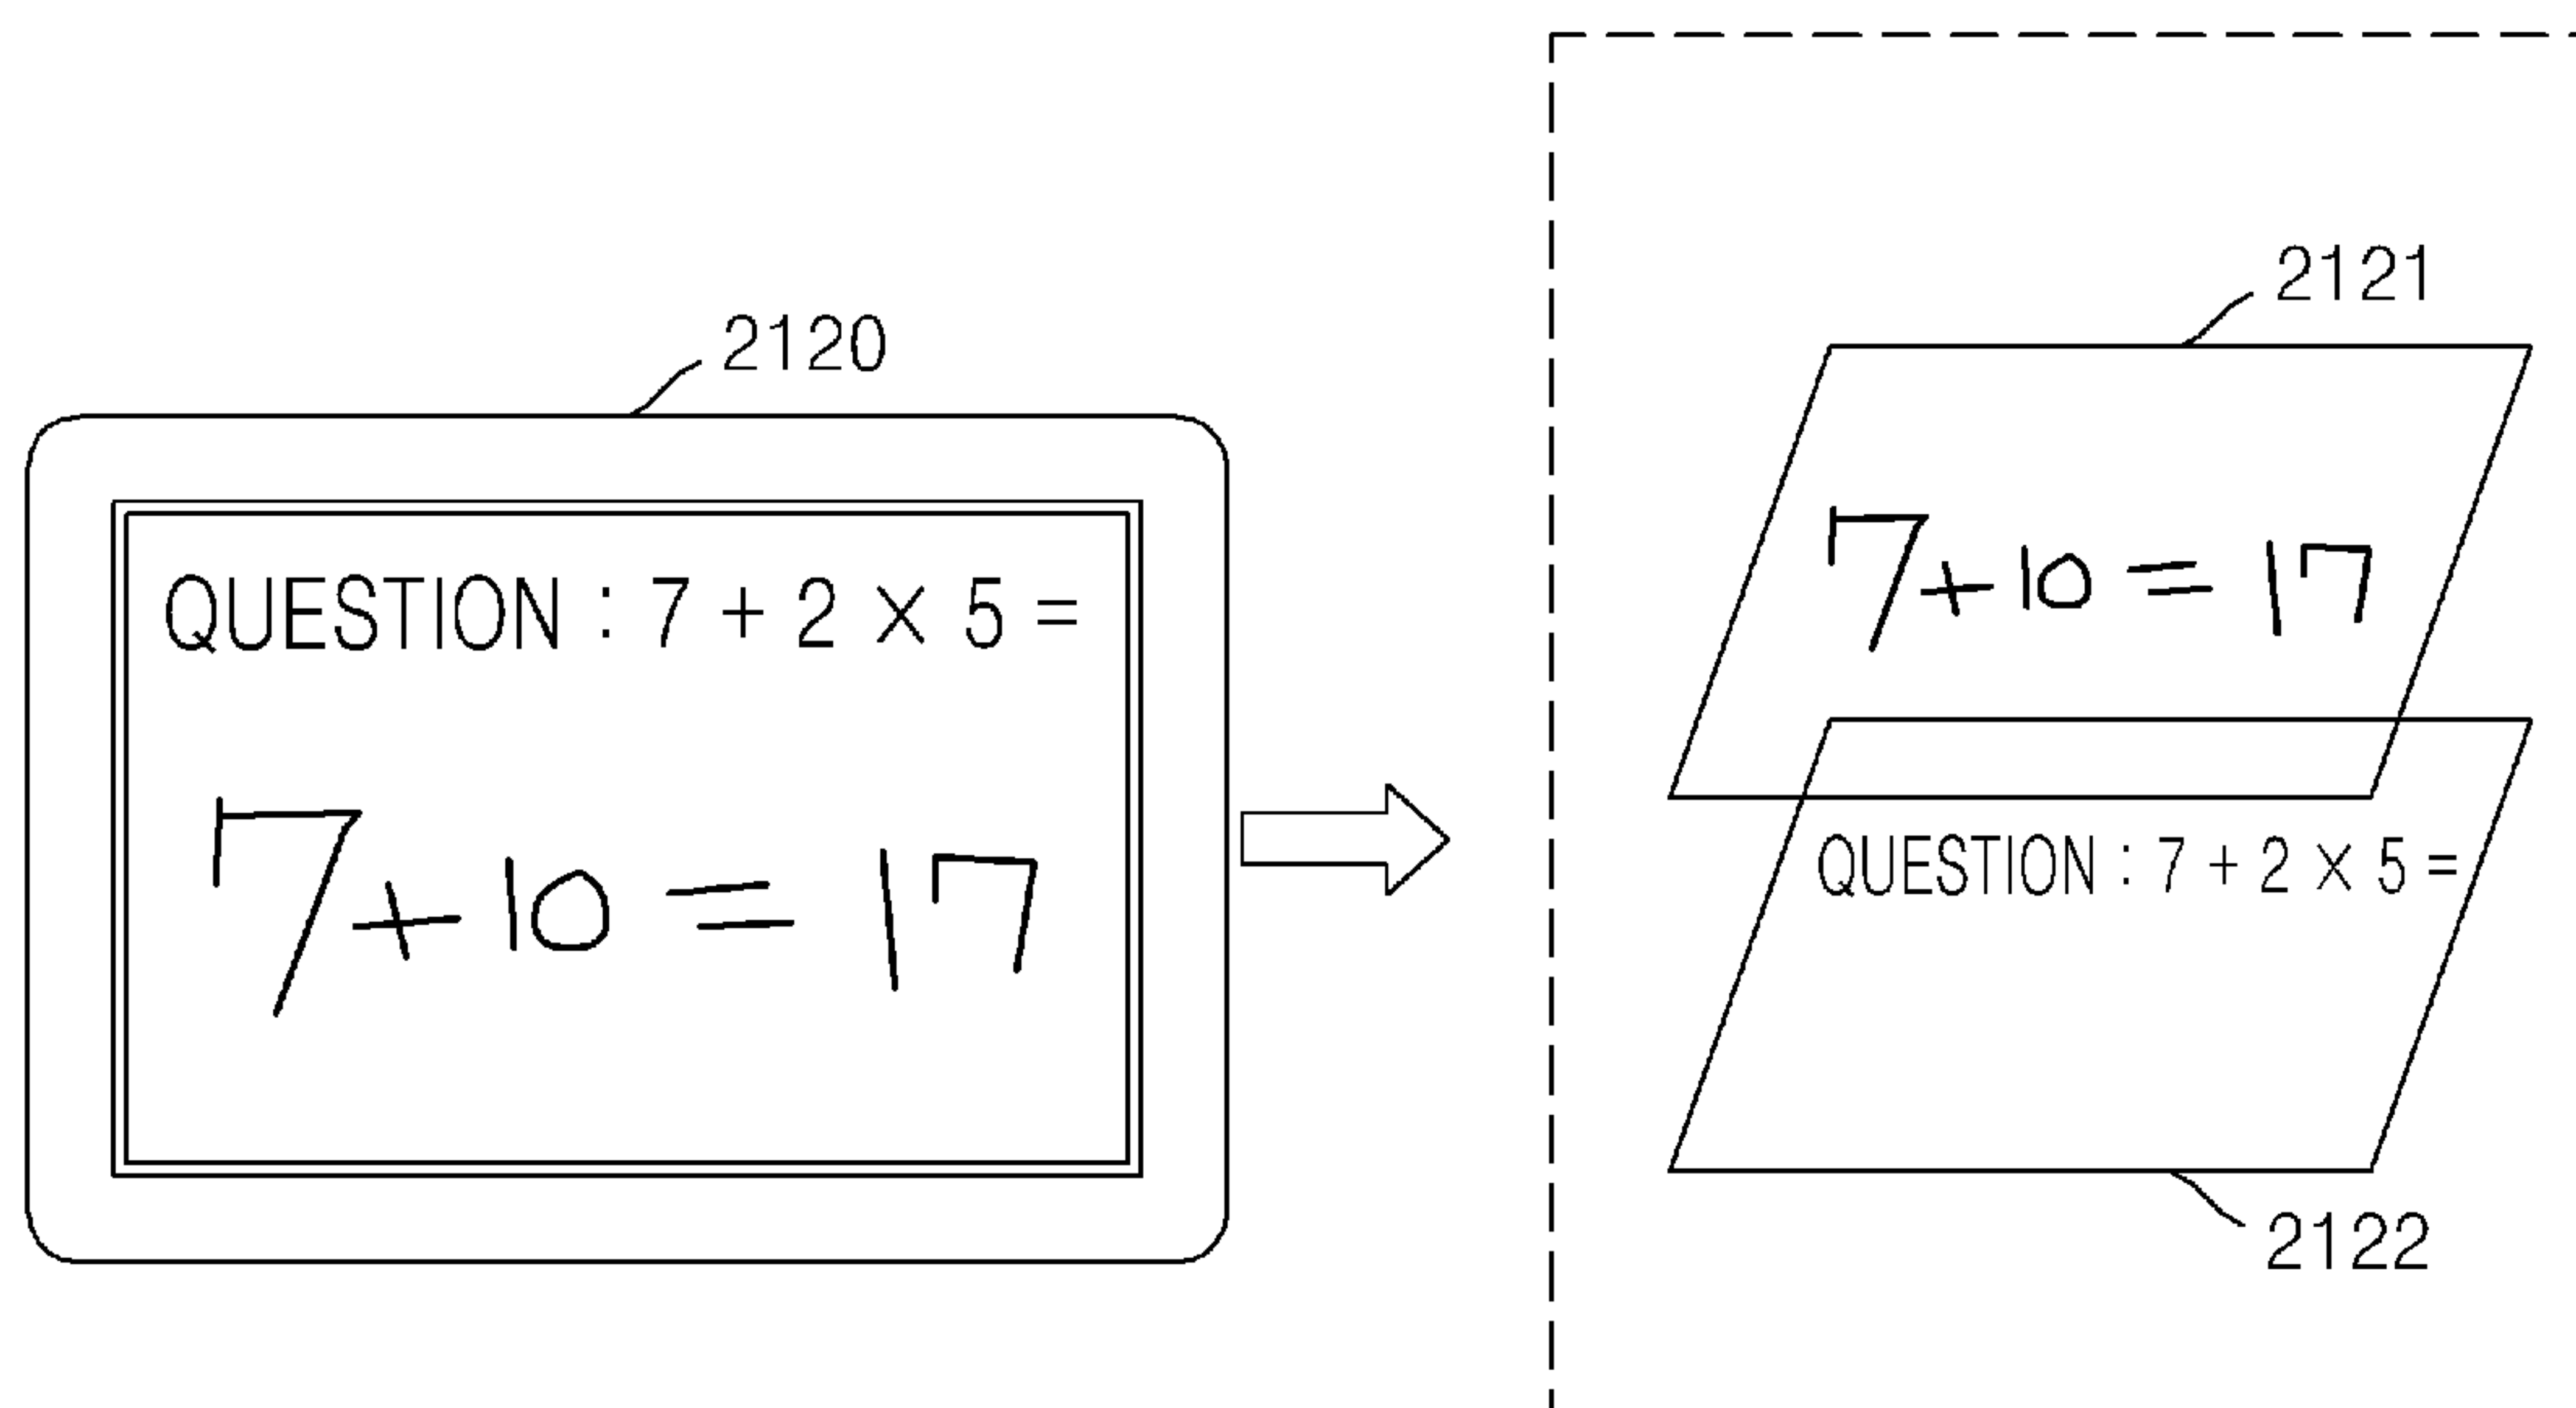 2120
QUESTION : 7 + 2 × 5 =
7 + 10 = 17
2121
7 + 10 = 17
QUESTION : 7 + 2 × 5 =
2122